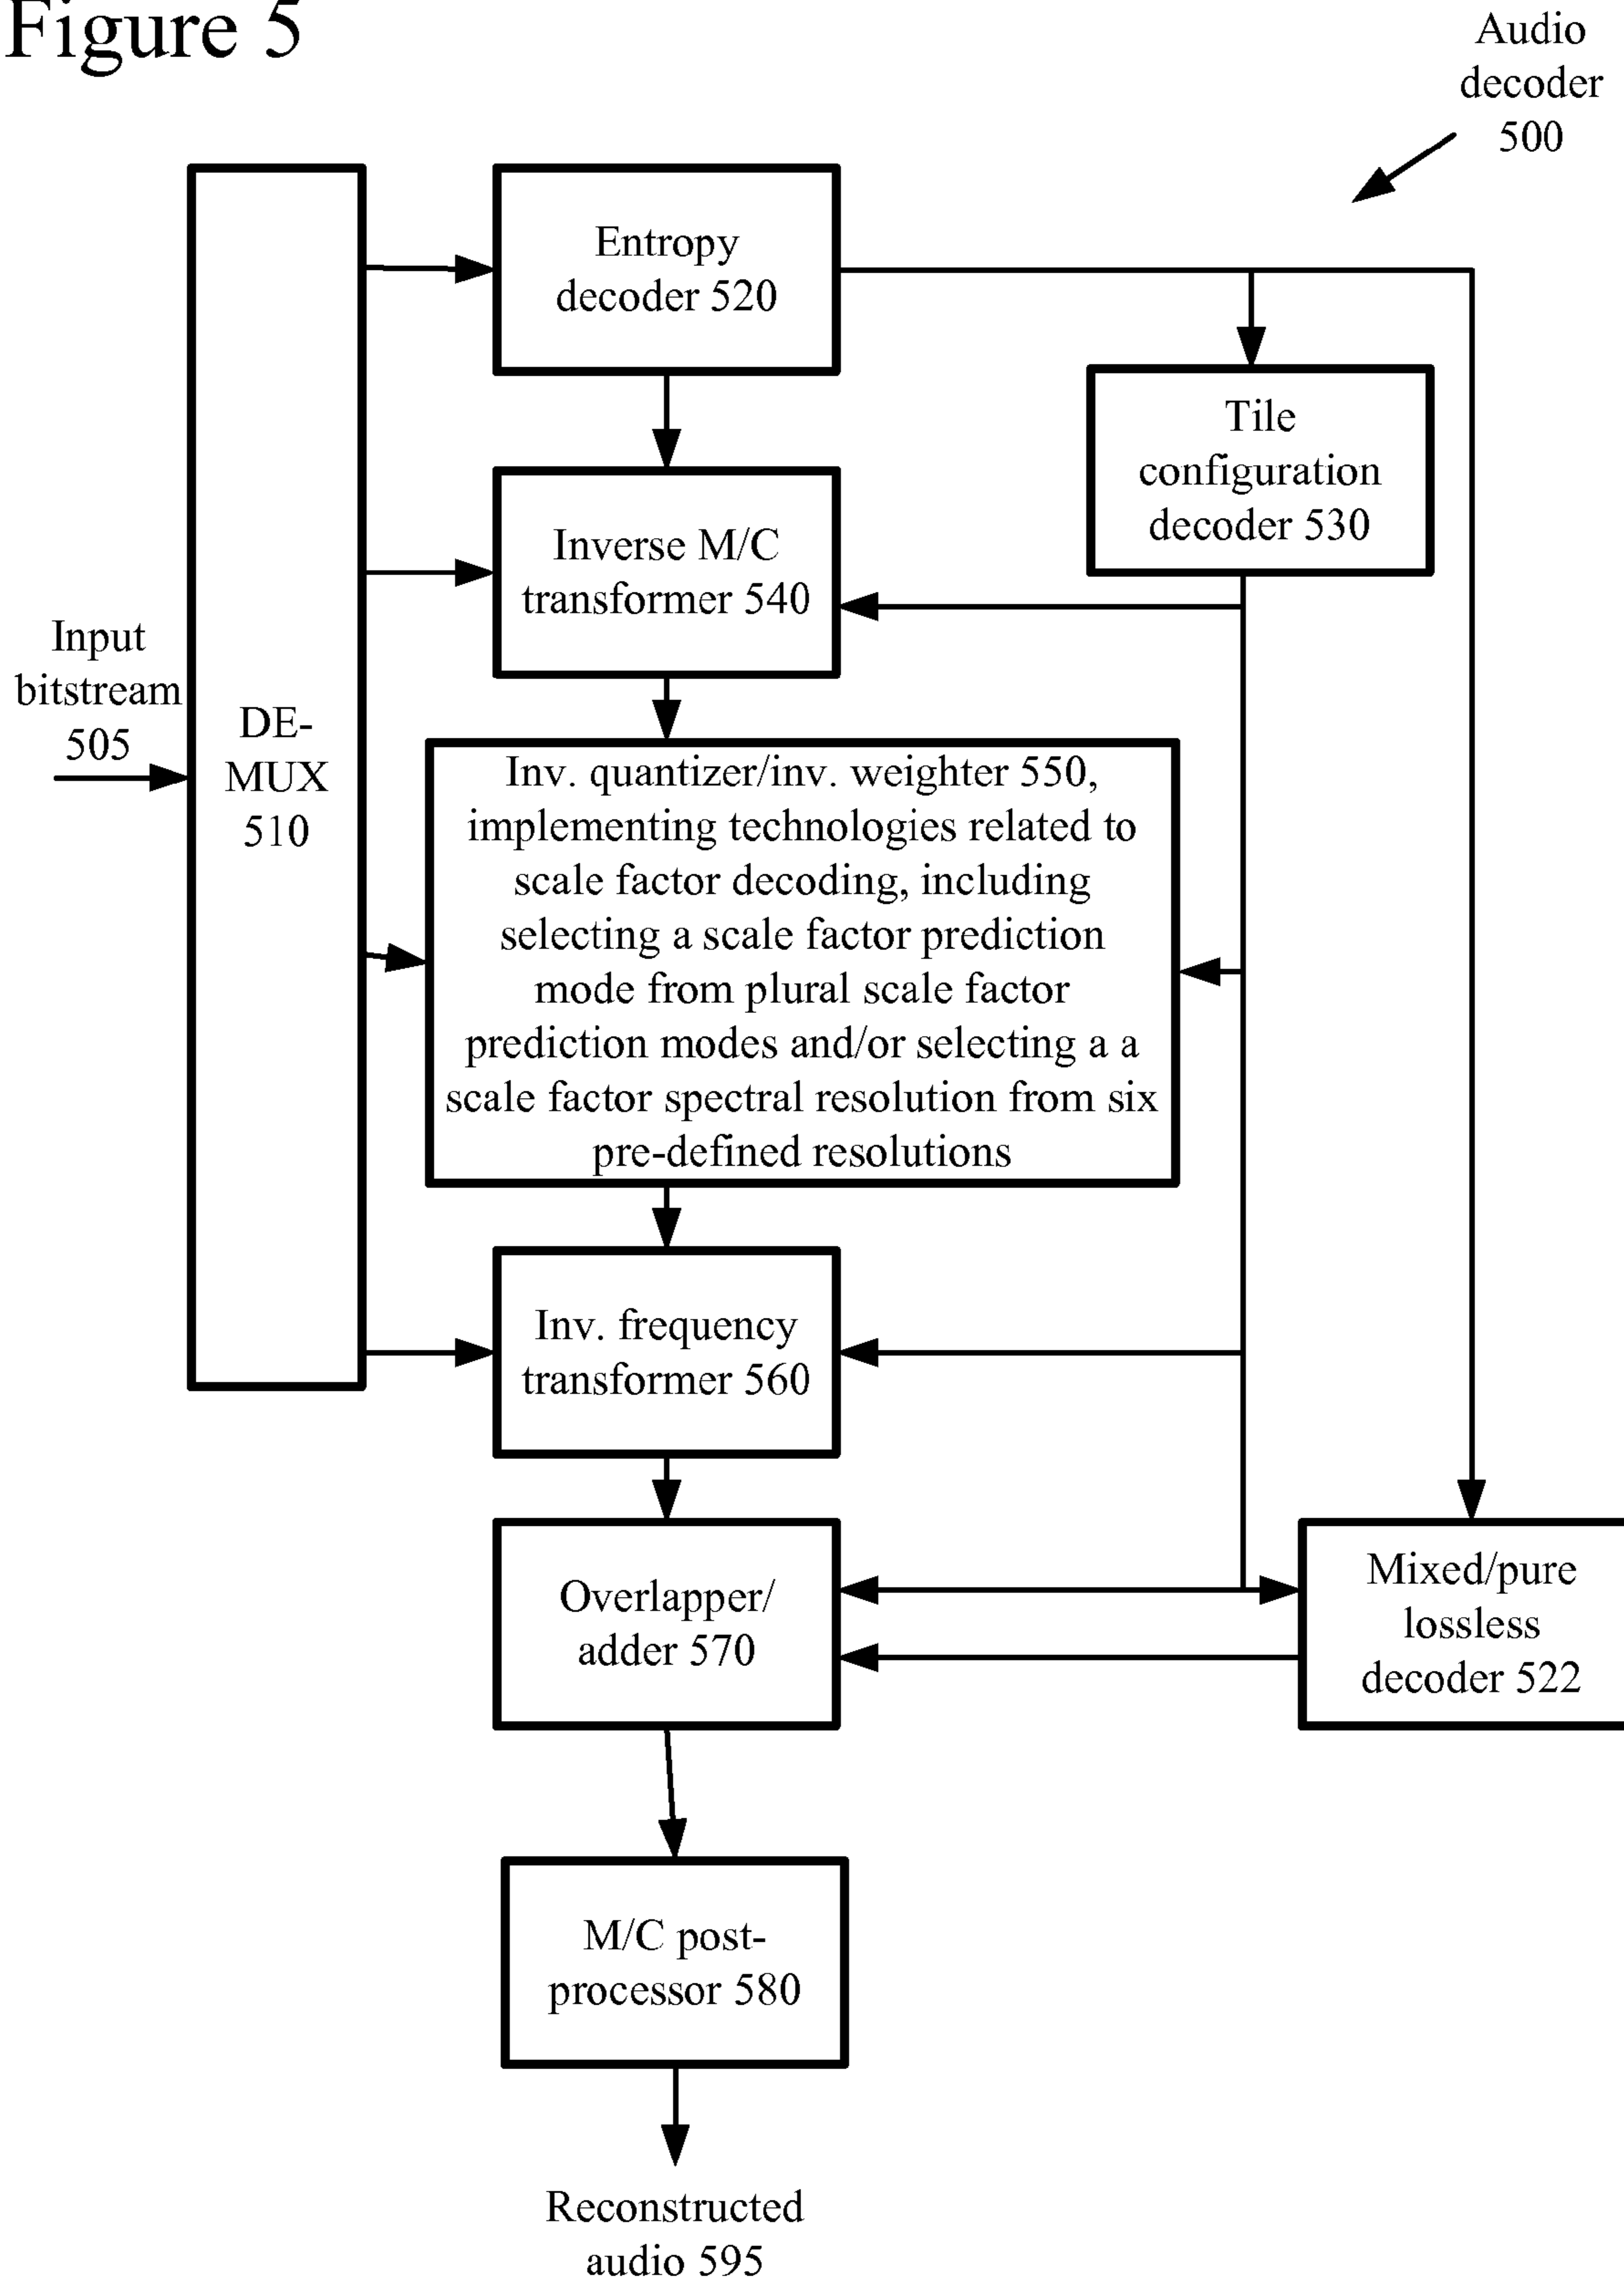 Figure 5
Audio
decoder
500
Entropy
decoder 520
Tile
configuration
decoder 530
Inverse M/C
transformer 540
Input
bitstream
505
DE-
MUX
510
Inv. quantizer/inv. weighter 550,
implementing technologies related to
scale factor decoding, including
selecting a scale factor prediction
mode from plural scale factor
prediction modes and/or selecting a a
scale factor spectral resolution from six
pre-defined resolutions
Inv. frequency
transformer 560
Overlapper/
adder 570
Mixed/pure
lossless
decoder 522
M/C post-
processor 580
Reconstructed
audio 595